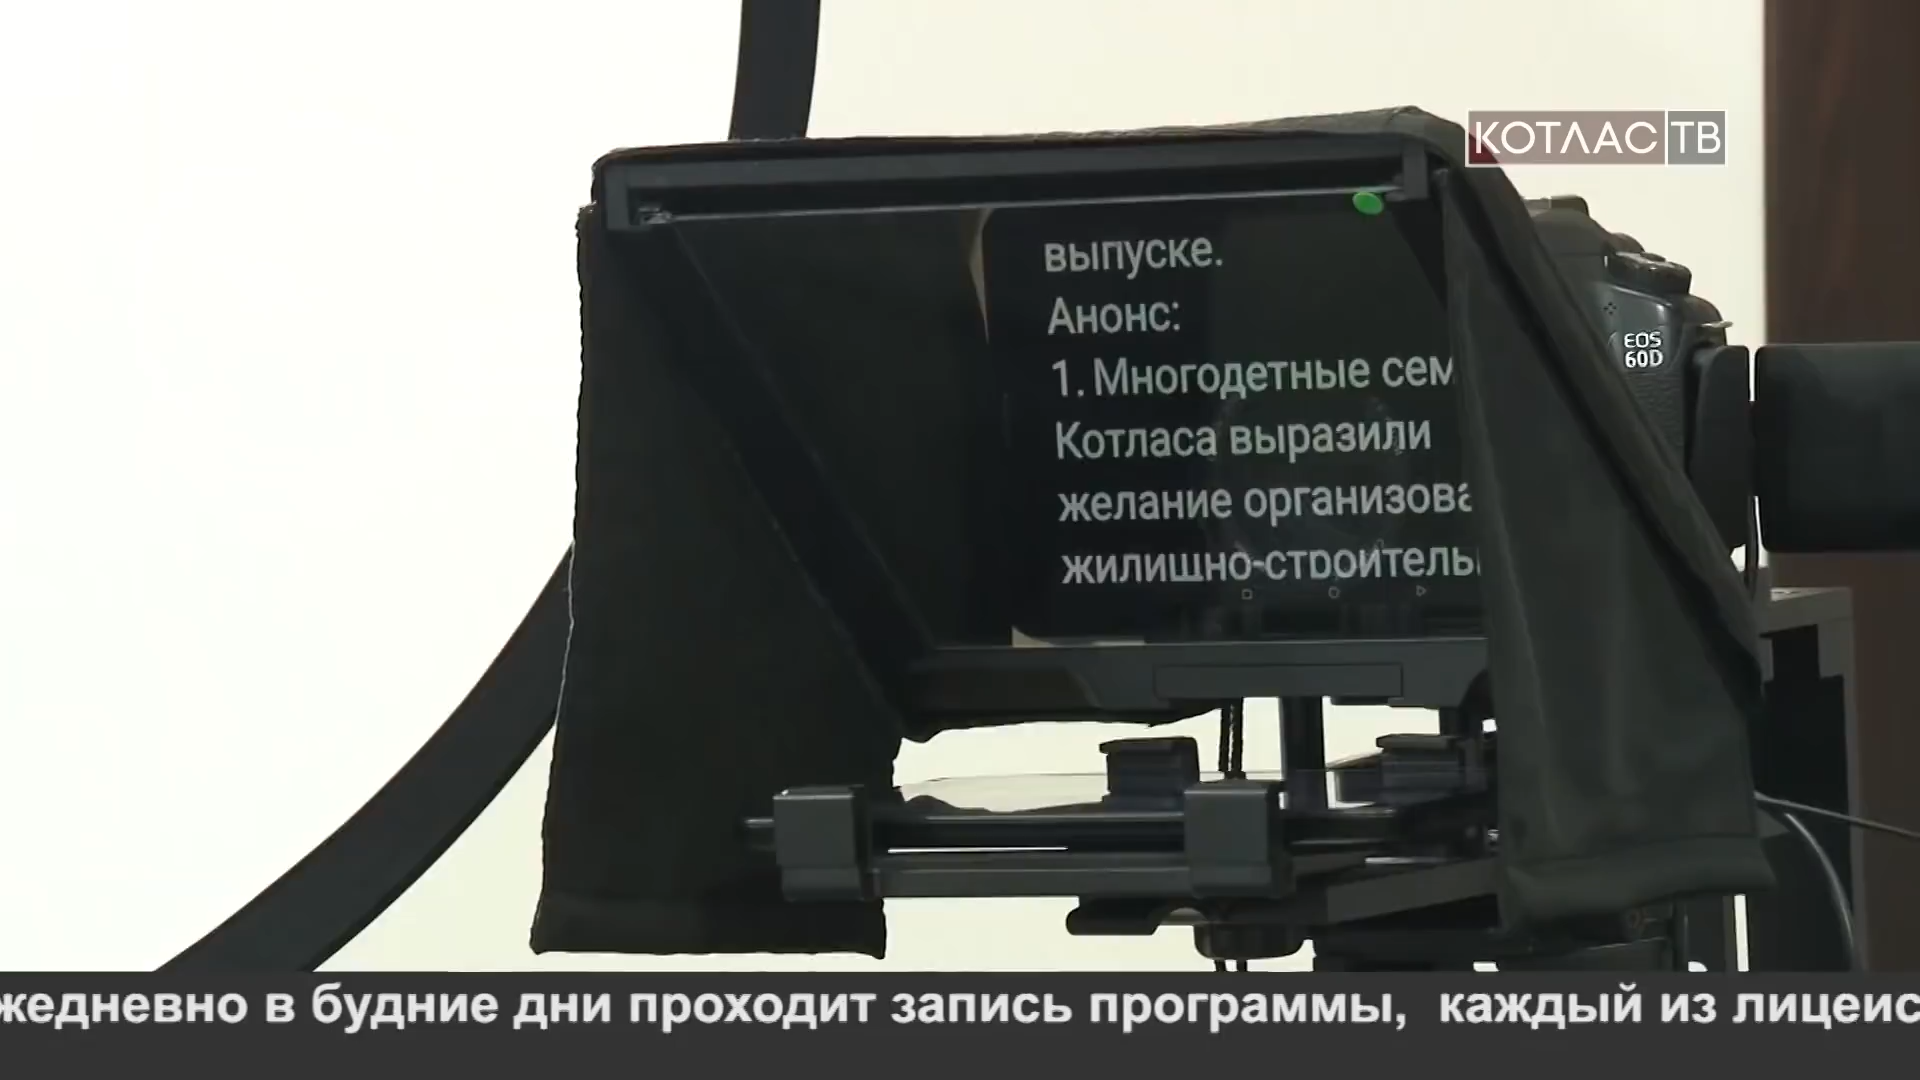 КОТЛАС ТВ
выпуске.
Анонс:
1. Многодетные сем
Котласа выразили
желание организова
жилищно-строитель
EOS
60D
жедневно в будние дни проходит запись программы, каждый из лицеис